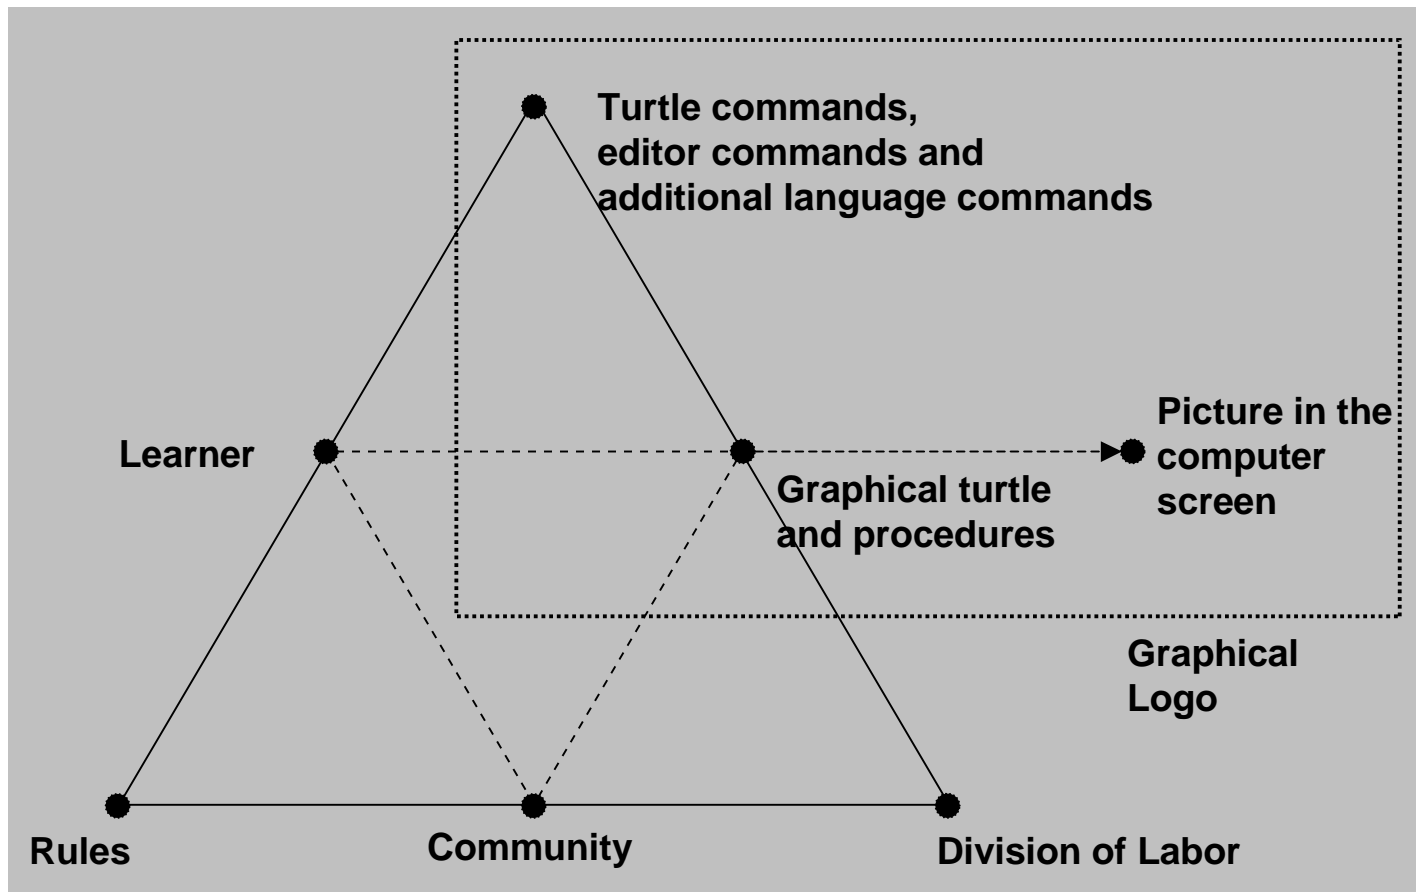 Turtle commands,
editor commands and
additional language commands
Learner
Picture in the
computer
screen
Graphical turtle
and procedures
Graphical
Logo
Rules
Community
Division of Labor